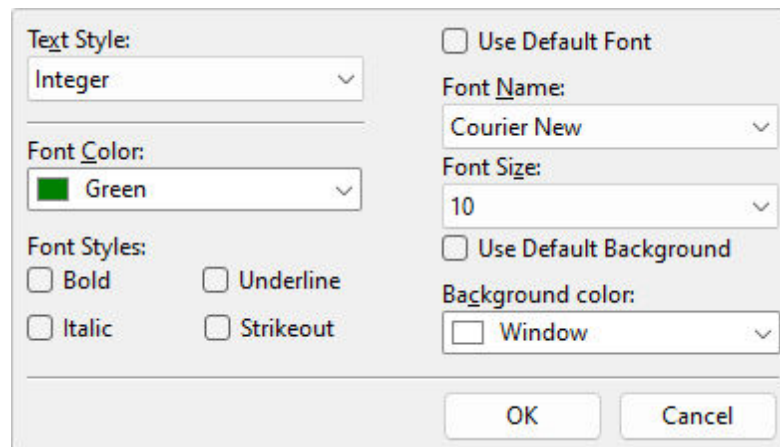 Text Style:
Integer
Font Color:
Green
Font Styles:
Bold
Underline
Italic
Strikeout
Use Default Font
Font Name:
Courier New
Font Size:
10
Use Default Background
Background color:
Window
OK
Cancel